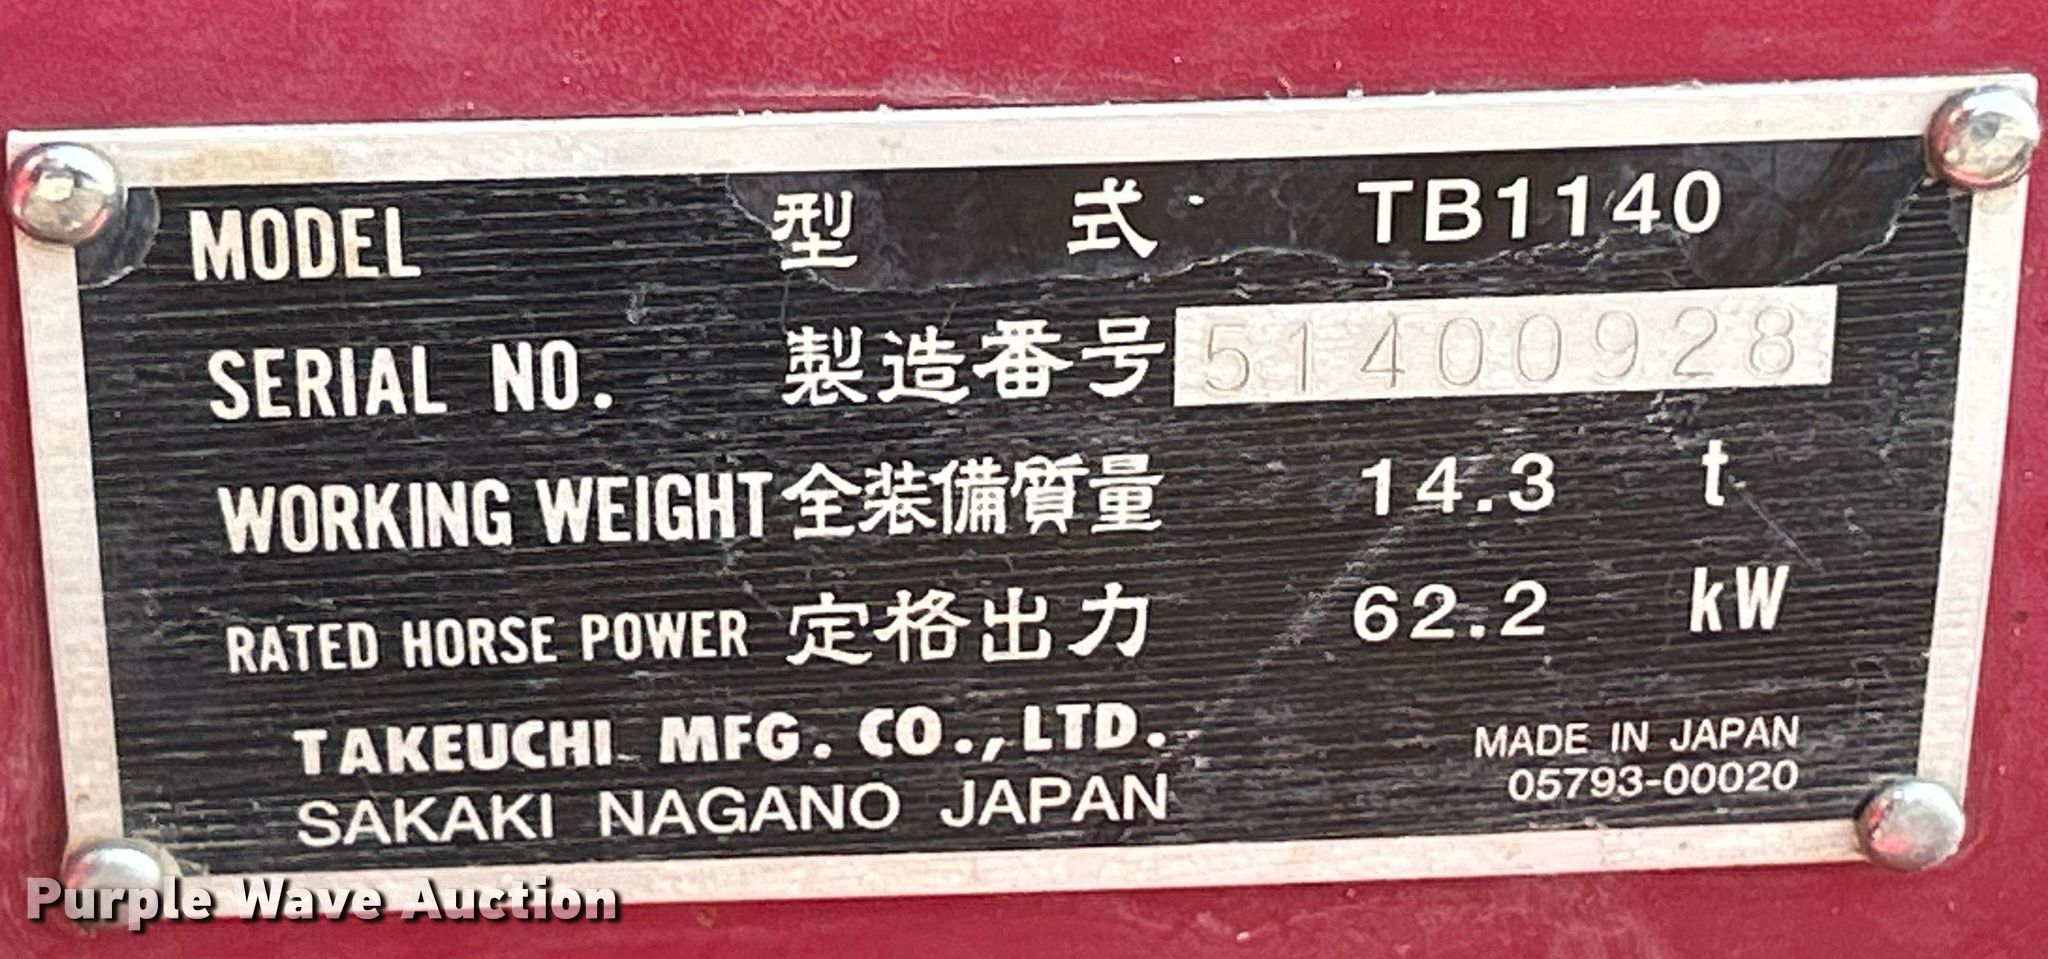 MODEL 型 式 TB1140
SERIAL NO. 製造番号 51400928
WORKING WEIGHT 全装備質量 14.3 t
RATED HORSE POWER 定格出力 62.2 kW
TAKEUCHI MFG. CO.,LTD.
SAKAKI NAGANO JAPAN
MADE IN JAPAN
05793-00020
Purple Wave Auction